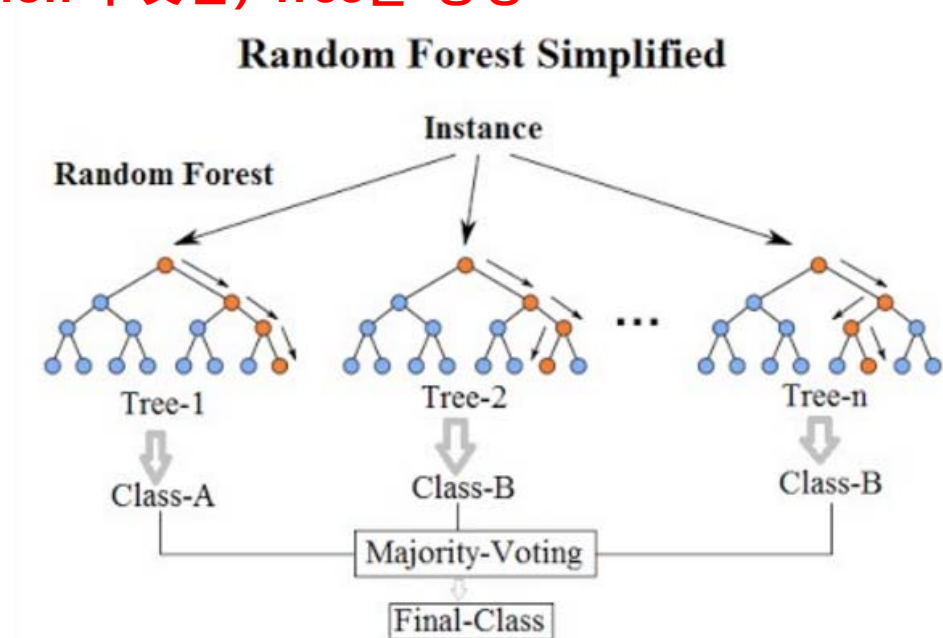 Random Forest Simplified
Instance
Random Forest
...
Tree-1
Tree-2
Tree-n
Class-A
Class-B
Class-B
Majority-Voting
Final-Class